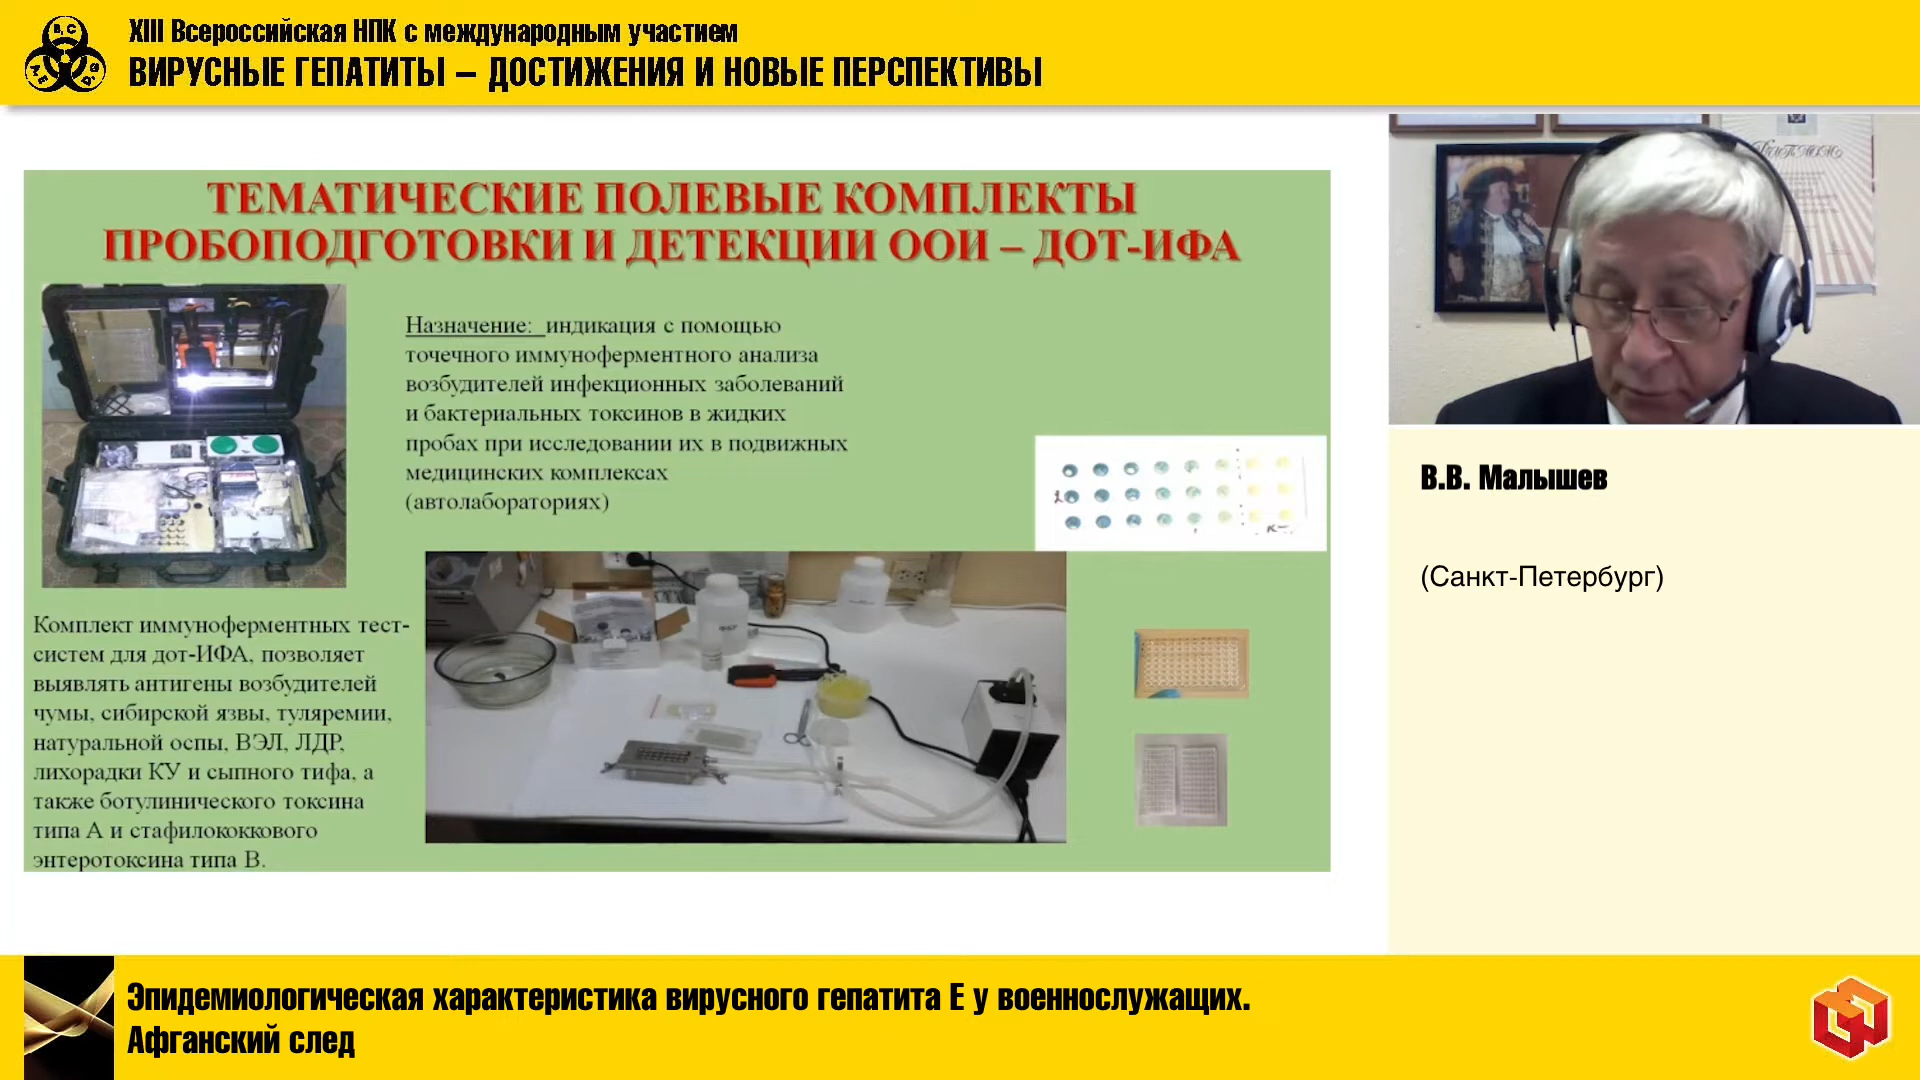 XIII Всероссийская НПК с международным участием
ВИРУСНЫЕ ГЕПАТИТЫ – ДОСТИЖЕНИЯ И НОВЫЕ ПЕРСПЕКТИВЫ
ТЕМАТИЧЕСКИЕ ПОЛЕВЫЕ КОМПЛЕКТЫ
ПРОБОПОДГОТОВКИ И ДЕТЕКЦИИ ООИ – ДОТ-ИФА
Назначение: индикация с помощью
точечного иммуноферментного анализа
возбудителей инфекционных заболеваний
и бактериальных токсинов в жидких
пробах при исследовании их в подвижных
медицинских комплексах
(автолабораториях)
Комплект иммуноферментных тест-
систем для дот-ИФА, позволяет
выявлять антигены возбудителей
чумы, сибирской язвы, туляремии,
натуральной оспы, ВЭЛ, ЛДР,
лихорадки КУ и сыпного тифа, а
также ботулинического токсина
типа А и стафилококкового
энтеротоксина типа В.
В.В. Малышев
(Санкт-Петербург)
Эпидемиологическая характеристика вирусного гепатита Е у военнослужащих.
Афганский след